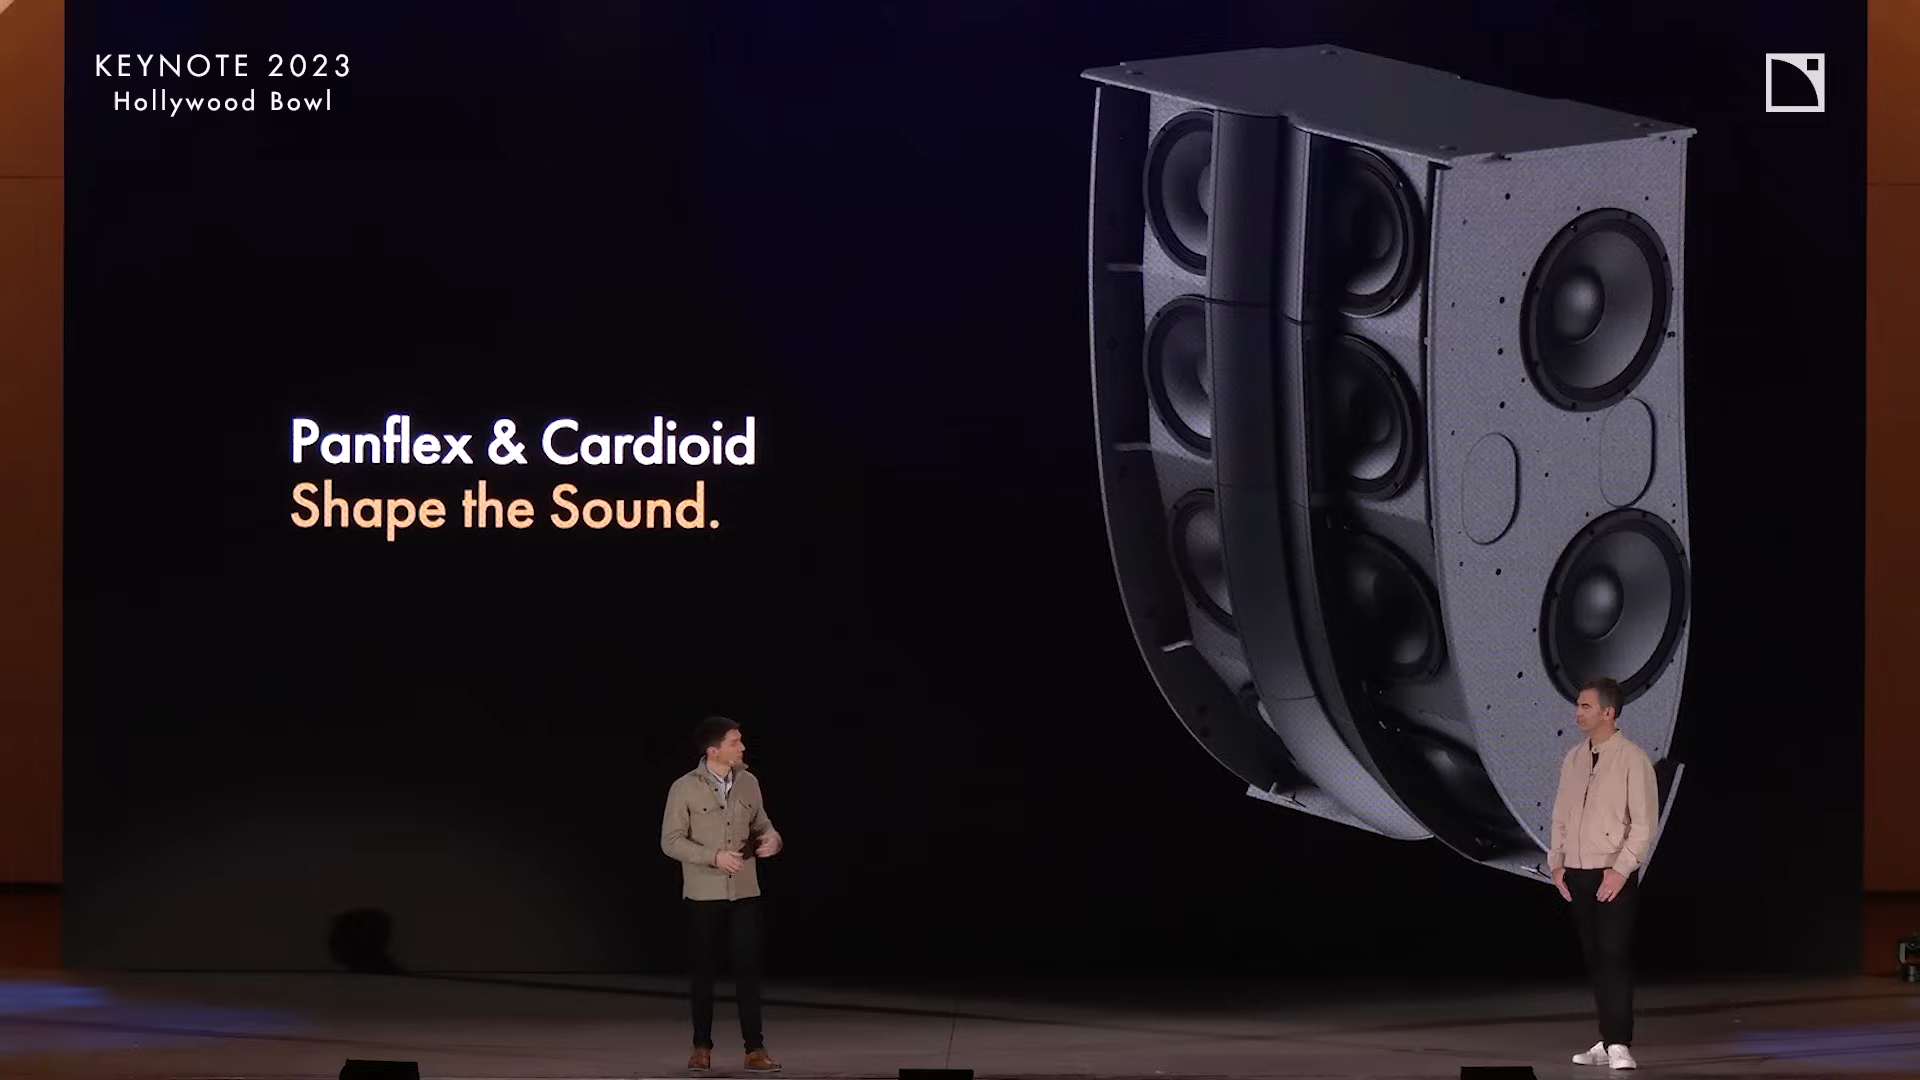 KEYNOTE 2023
Hollywood Bowl
Panflex & Cardioid
Shape the Sound.